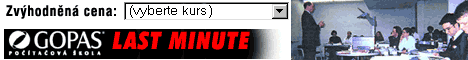 Zvýhodněná cena: (vyberte kurs)
GOPAS LAST MINUTE
POČÍTAČOVÁ ŠKOLA